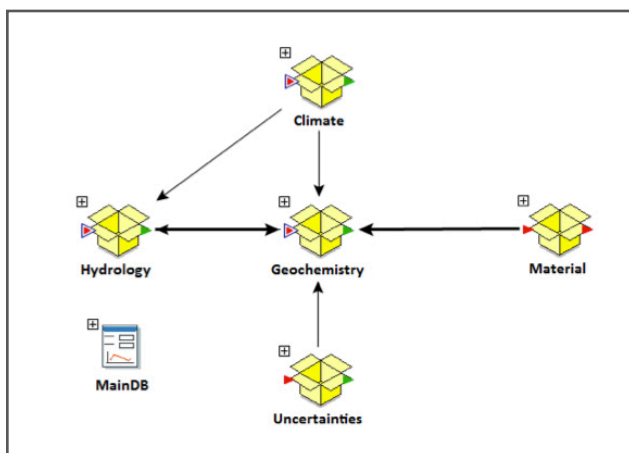 Climate
Hydrology
Geochemistry
Material
MainDB
Uncertainties